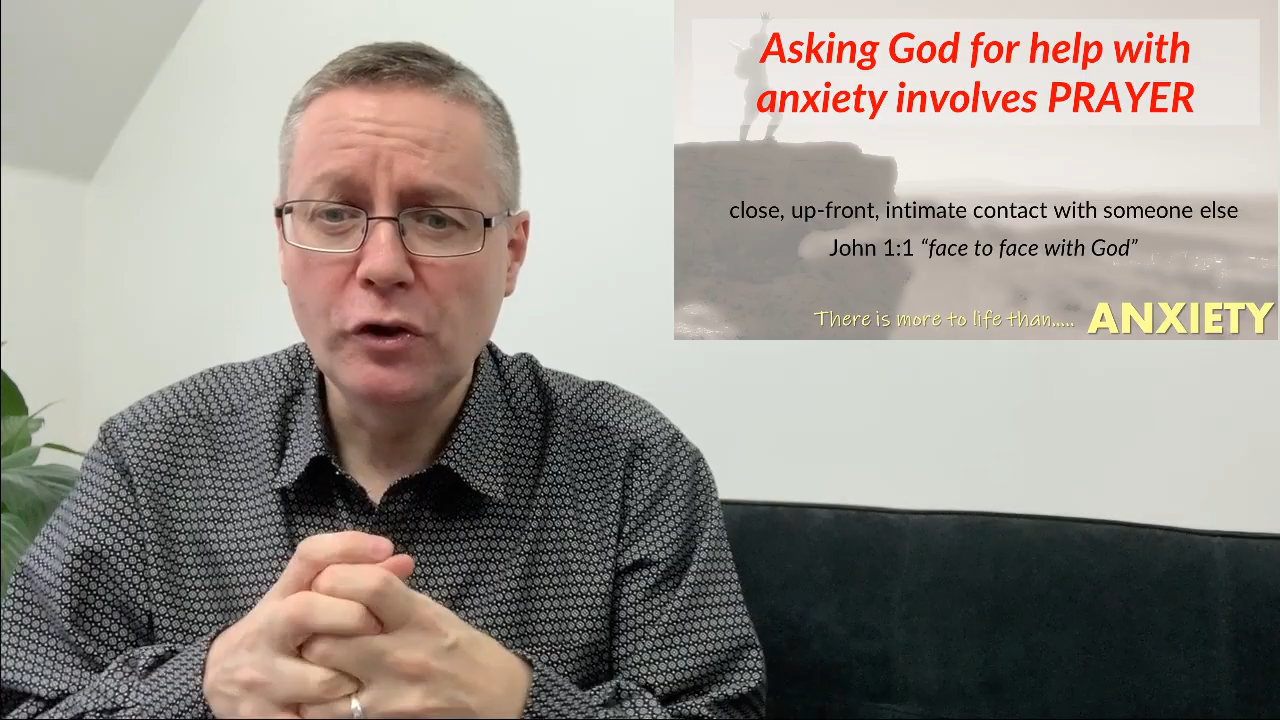 Asking God for help with
anxiety involves PRAYER
close, up-front, intimate contact with someone else
John 1:1 “face to face with God”
There is more to life than..... ANXIETY